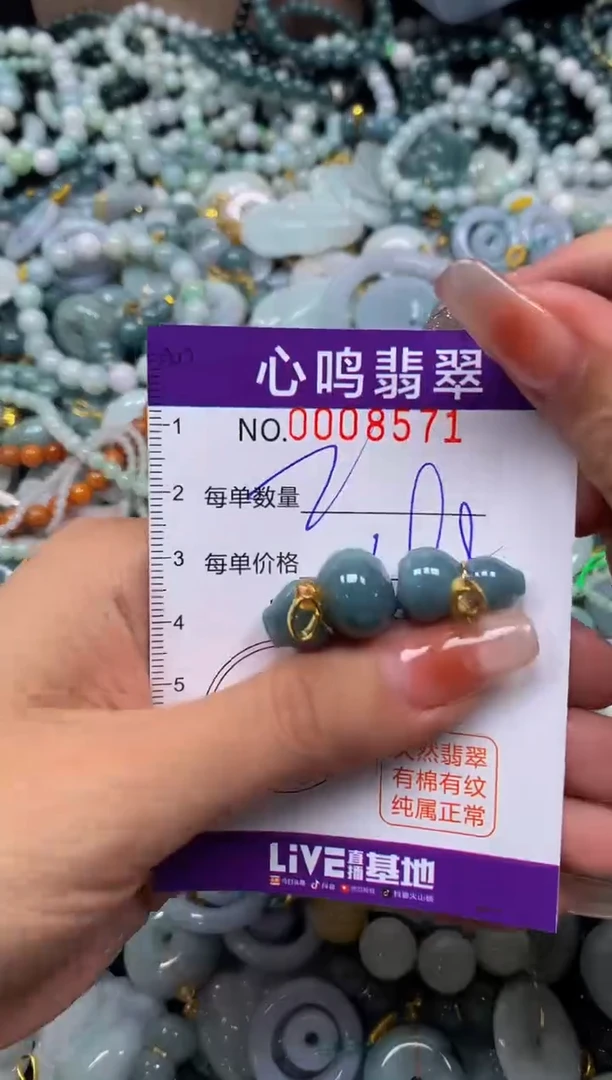 心鸣翡翠
NO.0008571
1
2 每单数量
3 每单价格
4
5
天然翡翠
有棉有纹
纯属正常
LiVE直播基地